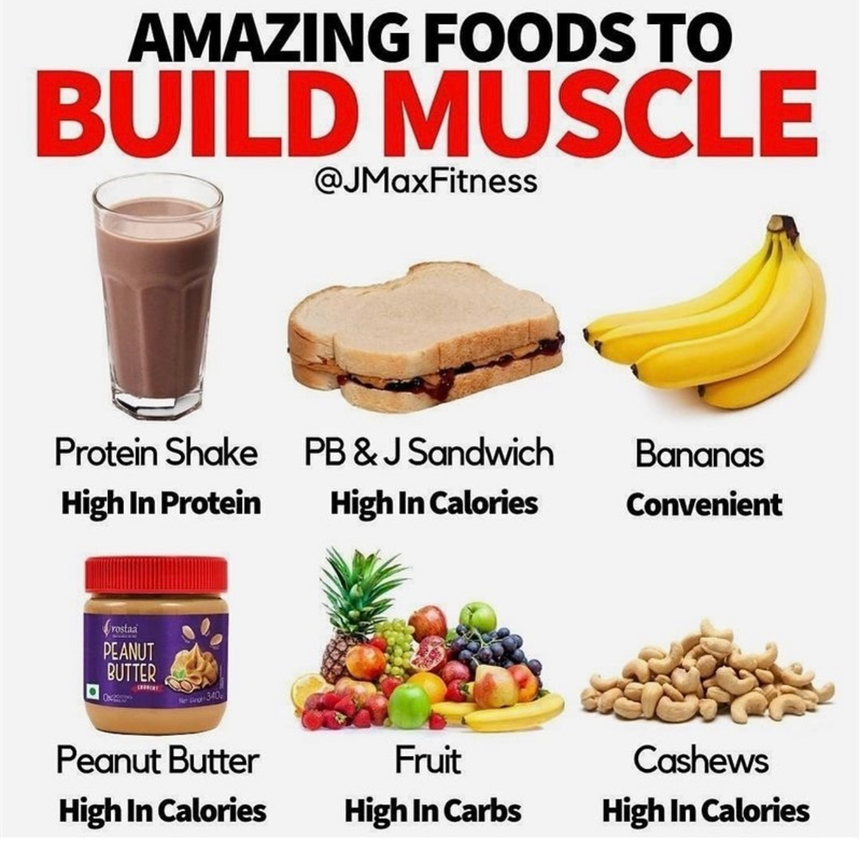 AMAZING FOODS TO
BUILD MUSCLE
@JMaxFitness
Protein Shake
High In Protein
PB & J Sandwich
High In Calories
Bananas
Convenient
rostaa
PEANUT
BUTTER
CRUNCHY
340g
Peanut Butter
High In Calories
Fruit
High In Carbs
Cashews
High In Calories